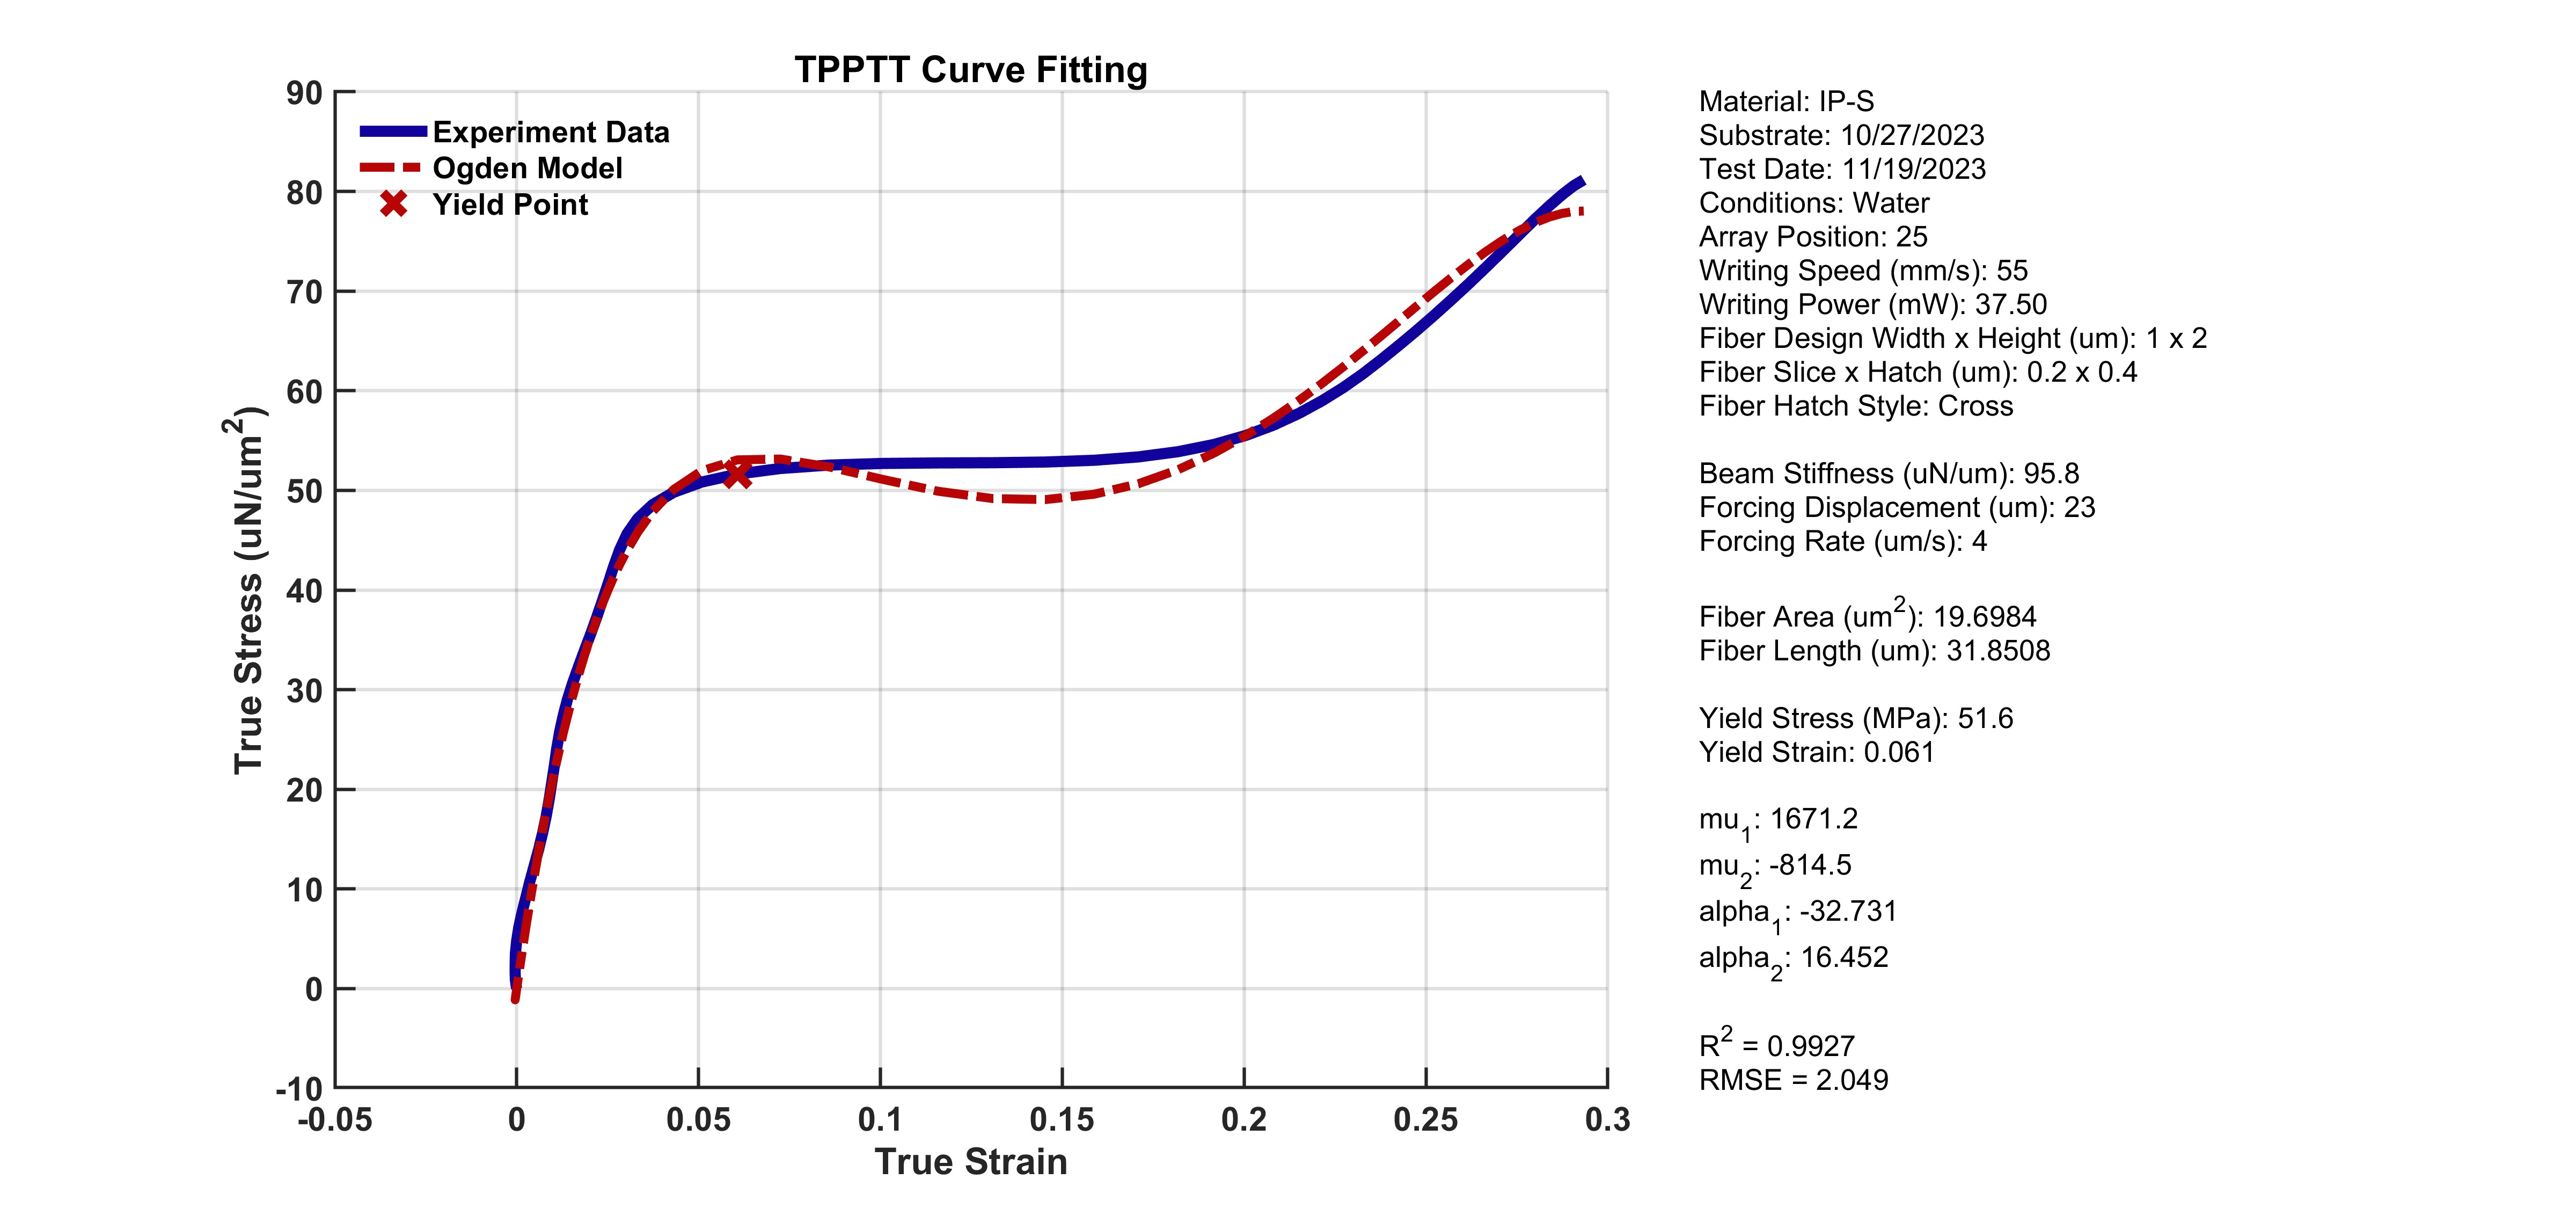 TPPTT Curve Fitting
90
80
70
60
50
40
30
20
10
0
-10
True Stress (uN/um²)
Experiment Data
Ogden Model
Yield Point
-0.05 0 0.05 0.1 0.15 0.2 0.25 0.3
True Strain
Material: IP-S
Substrate: 10/27/2023
Test Date: 11/19/2023
Conditions: Water
Array Position: 25
Writing Speed (mm/s): 55
Writing Power (mW): 37.50
Fiber Design Width x Height (um): 1 x 2
Fiber Slice x Hatch (um): 0.2 x 0.4
Fiber Hatch Style: Cross
Beam Stiffness (uN/um): 95.8
Forcing Displacement (um): 23
Forcing Rate (um/s): 4
Fiber Area (um²): 19.6984
Fiber Length (um): 31.8508
Yield Stress (MPa): 51.6
Yield Strain: 0.061
mu₁: 1671.2
mu₂: -814.5
alpha₁: -32.731
alpha₂: 16.452
R² = 0.9927
RMSE = 2.049